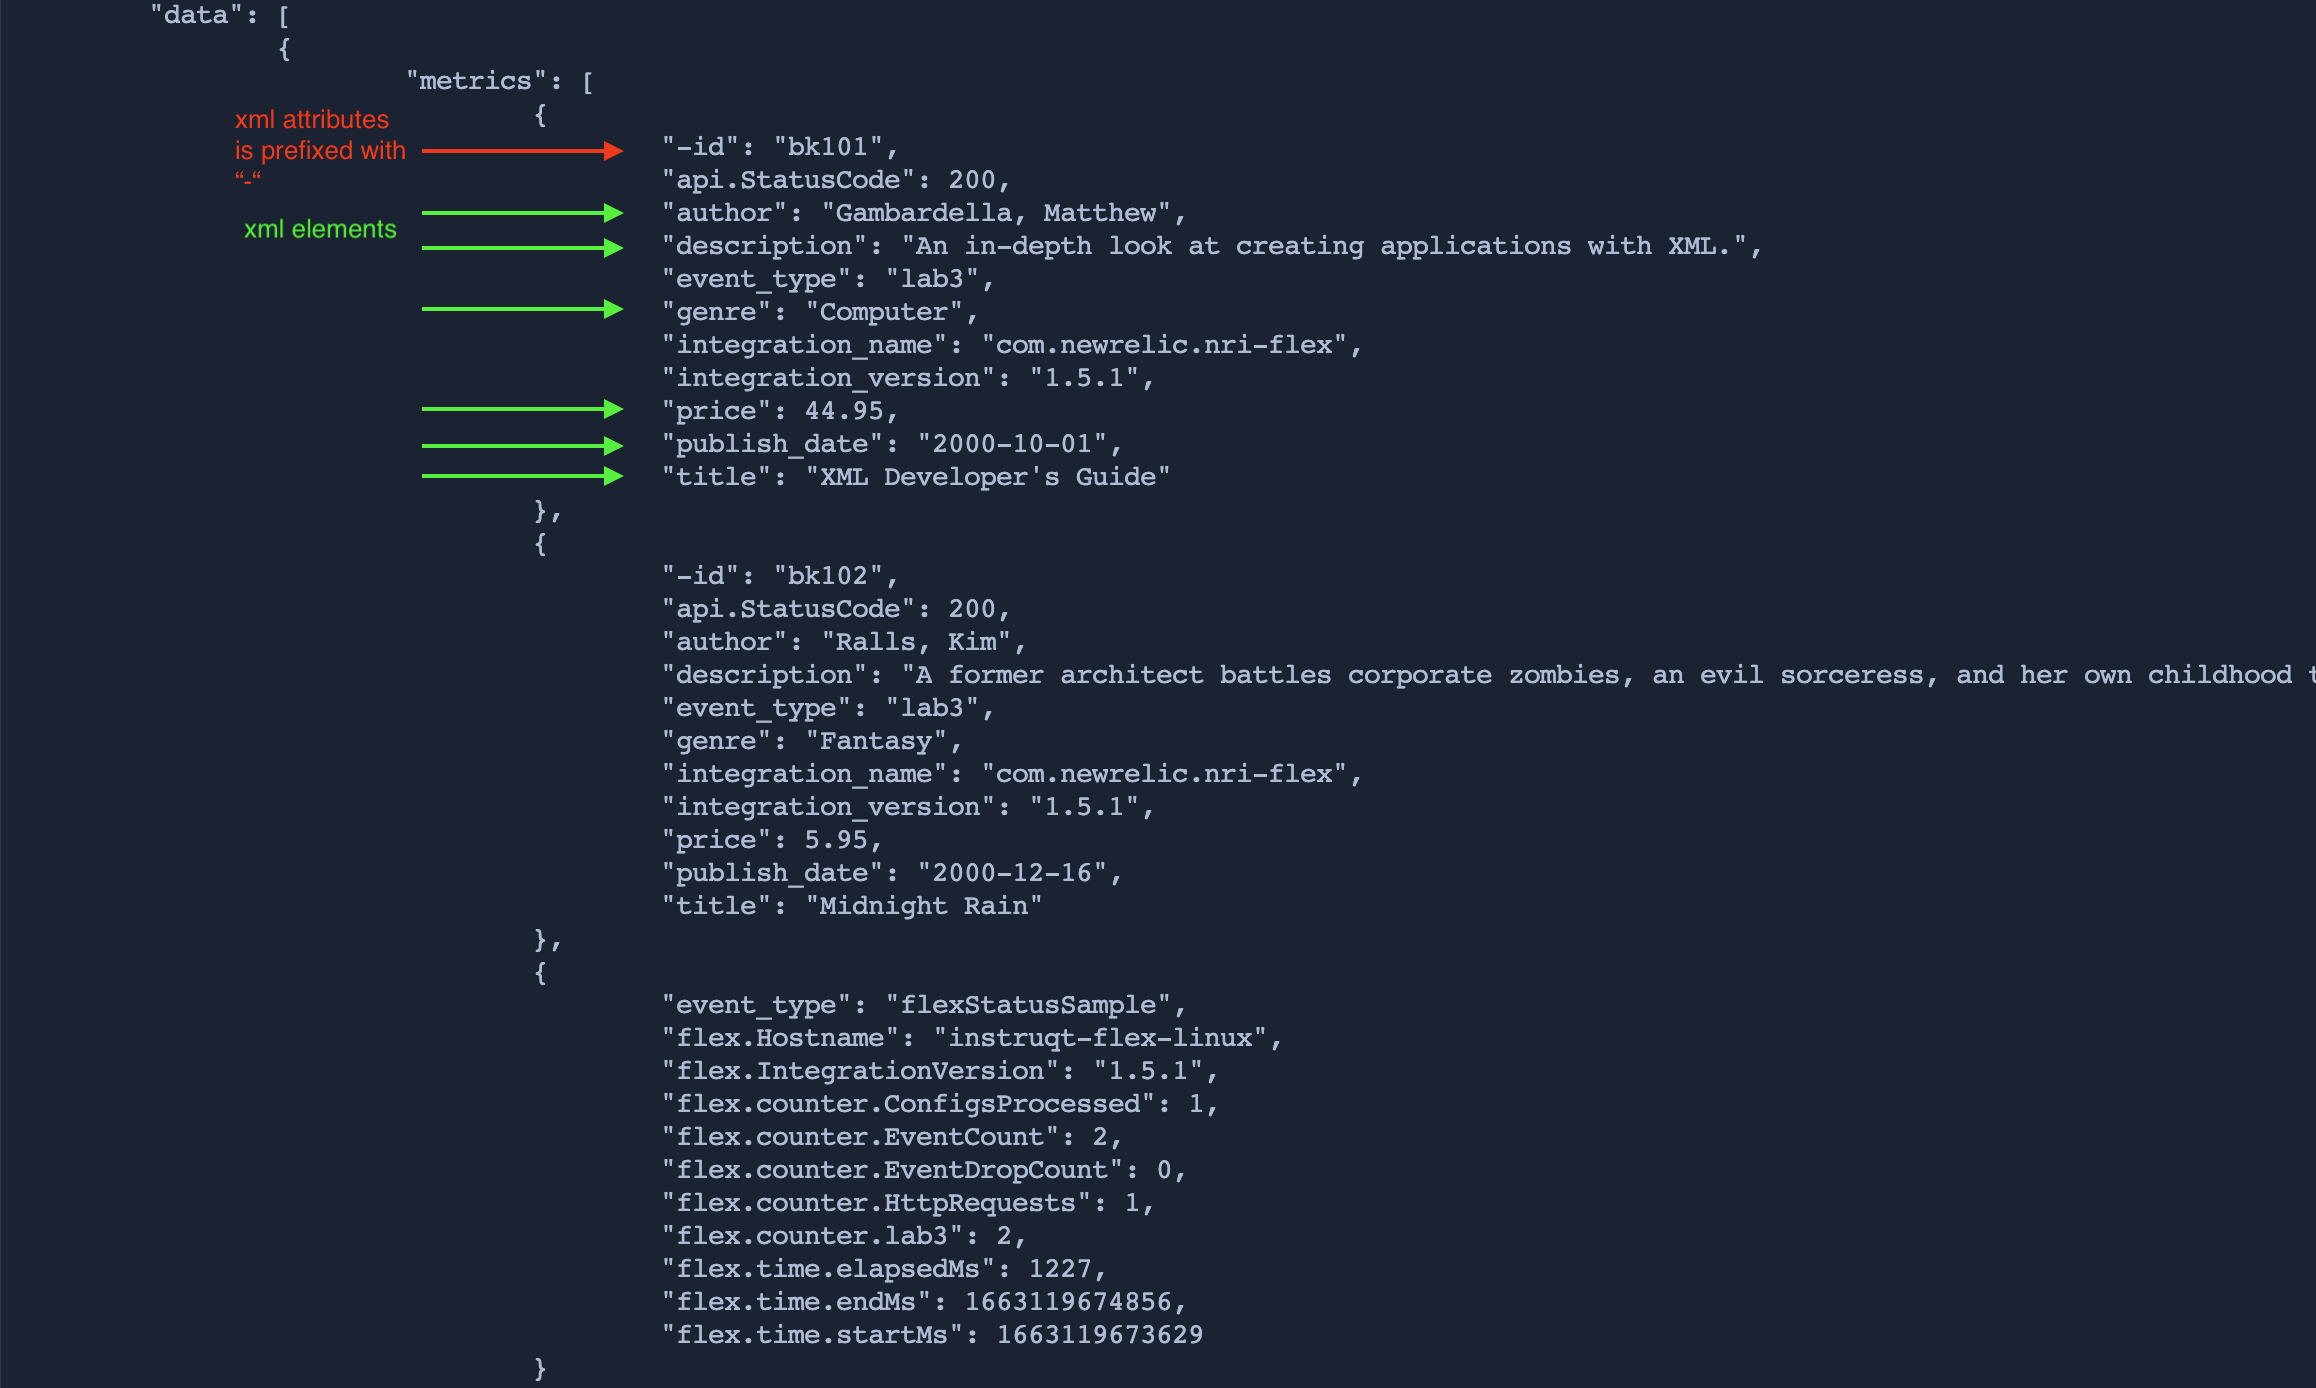 "data": [
{
"metrics": [
{
xml attributes
is prefixed with
“-“
"-id": "bk101",
"api.StatusCode": 200,
xml elements
"author": "Gambardella, Matthew",
"description": "An in-depth look at creating applications with XML.",
"event_type": "lab3",
"genre": "Computer",
"integration_name": "com.newrelic.nri-flex",
"integration_version": "1.5.1",
"price": 44.95,
"publish_date": "2000-10-01",
"title": "XML Developer's Guide"
},
{
"-id": "bk102",
"api.StatusCode": 200,
"author": "Ralls, Kim",
"description": "A former architect battles corporate zombies, an evil sorceress, and her own childhood
"event_type": "lab3",
"genre": "Fantasy",
"integration_name": "com.newrelic.nri-flex",
"integration_version": "1.5.1",
"price": 5.95,
"publish_date": "2000-12-16",
"title": "Midnight Rain"
},
{
"event_type": "flexStatusSample",
"flex.Hostname": "instruqt-flex-linux",
"flex.IntegrationVersion": "1.5.1",
"flex.counter.ConfigsProcessed": 1,
"flex.counter.EventCount": 2,
"flex.counter.EventDropCount": 0,
"flex.counter.HttpRequests": 1,
"flex.counter.lab3": 2,
"flex.time.elapsedMs": 1227,
"flex.time.endMs": 1663119674856,
"flex.time.startMs": 1663119673629
}